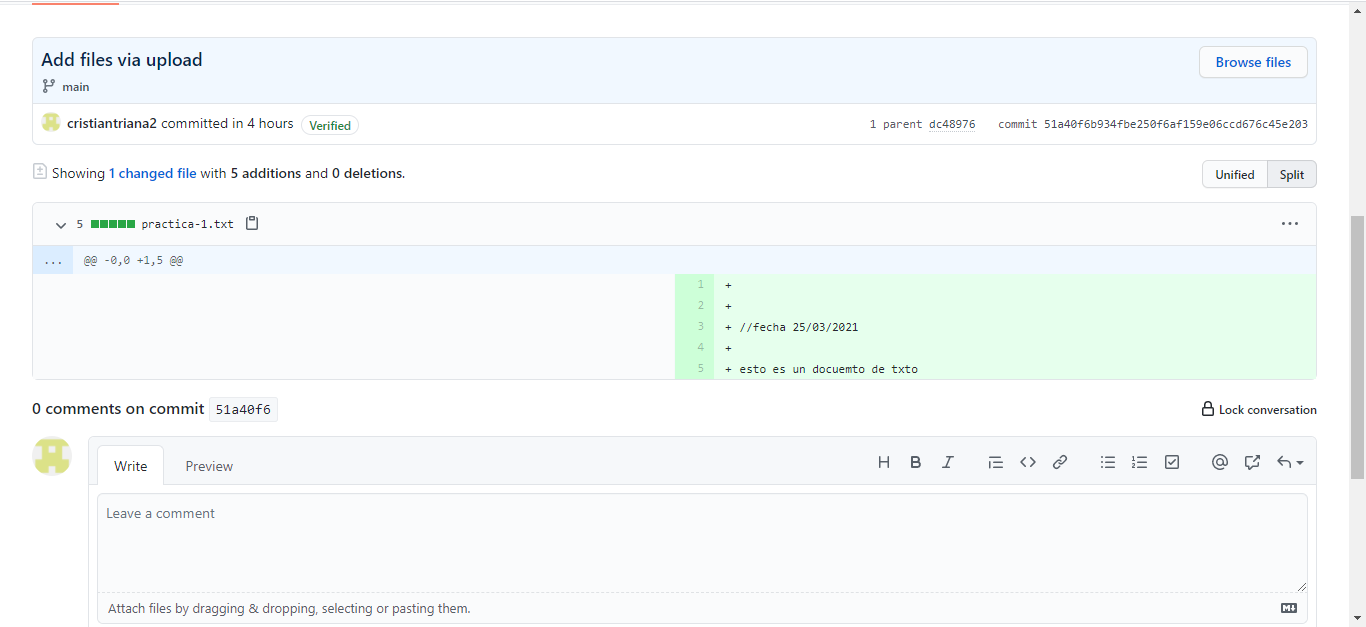 Add files via upload
Browse files
main
cristiantriana2 committed in 4 hours Verified
1 parent dc48976 commit 51a40f6b934fbe250f6af159e06ccd676c45e203
Showing 1 changed file with 5 additions and 0 deletions.
Unified Split
5 practica-1.txt
... @@ -0,0 +1,5 @@
1 +
2 +
3 + //fecha 25/03/2021
4 +
5 + esto es un docuemto de txto
0 comments on commit 51a40f6
Lock conversation
Write Preview
Leave a comment
Attach files by dragging & dropping, selecting or pasting them.